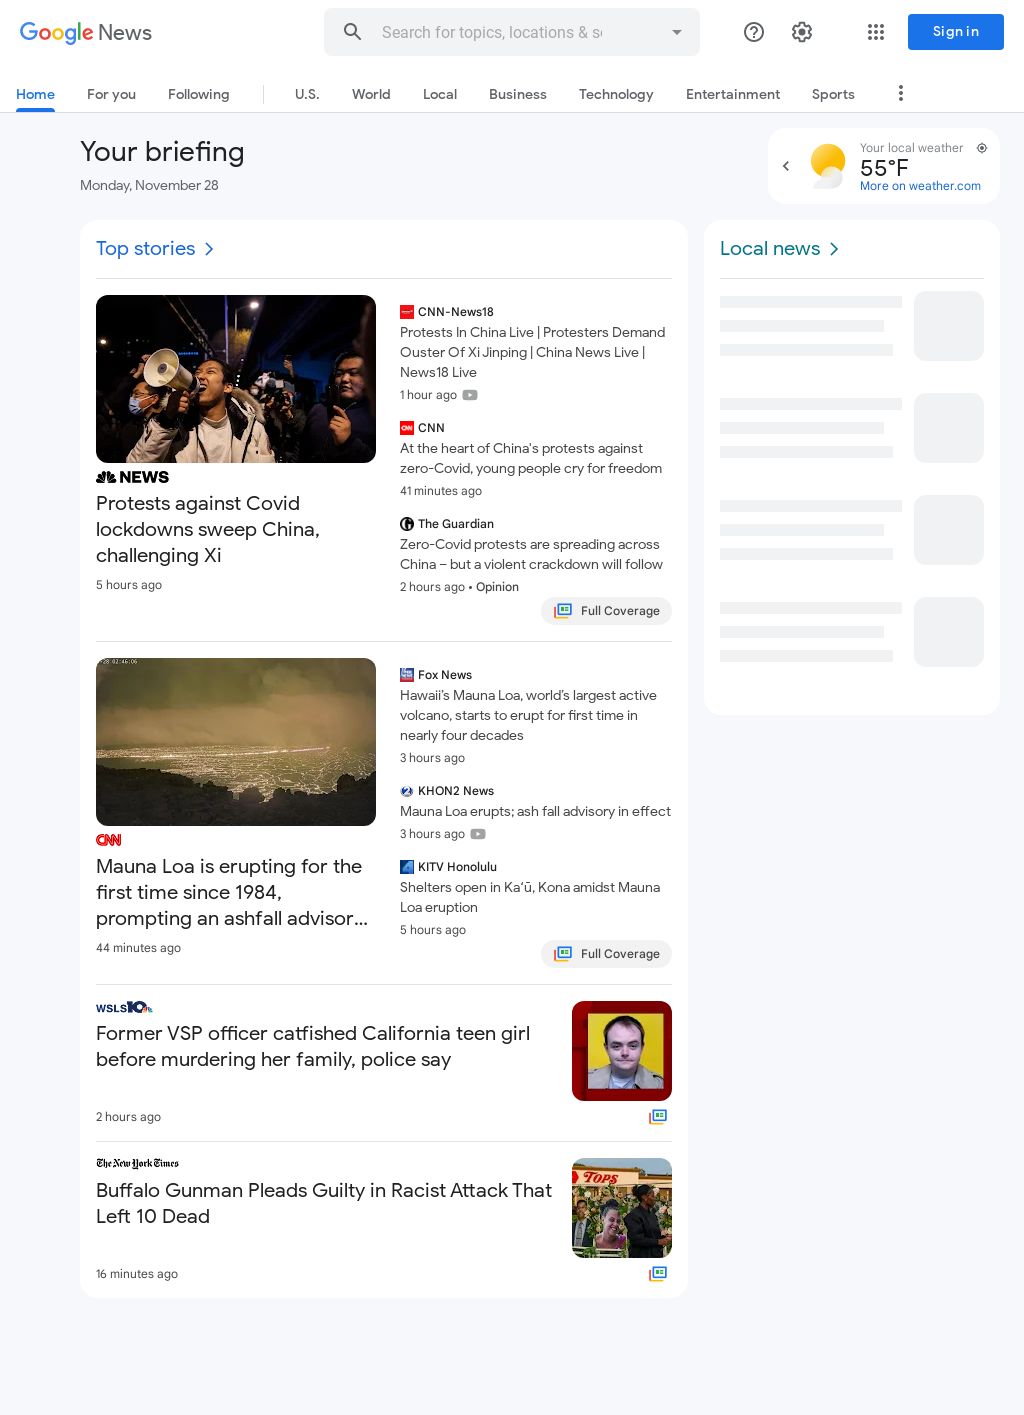 Google News
Search for topics, locations & s
Sign in
Home
For you
Following
U.S.
World
Local
Business
Technology
Entertainment
Sports
Your briefing
Monday, November 28
Your local weather
55°F
More on weather.com
Top stories
NEWS
Protests against Covid
lockdowns sweep China,
challenging Xi
5 hours ago
CNN-News18
Protests In China Live | Protesters Demand
Ouster Of Xi Jinping | China News Live |
News18 Live
1 hour ago
CNN
At the heart of China's protests against
zero-Covid, young people cry for freedom
41 minutes ago
The Guardian
Zero-Covid protests are spreading across
China – but a violent crackdown will follow
2 hours ago • Opinion
Full Coverage
-28 02:46:06
CNN
Mauna Loa is erupting for the
first time since 1984,
prompting an ashfall advisor...
44 minutes ago
Fox News
Hawaii’s Mauna Loa, world’s largest active
volcano, starts to erupt for first time in
nearly four decades
3 hours ago
KHON2 News
Mauna Loa erupts; ash fall advisory in effect
3 hours ago
KITV Honolulu
Shelters open in Kaʻū, Kona amidst Mauna
Loa eruption
5 hours ago
Full Coverage
WSLS 10
Former VSP officer catfished California teen girl
before murdering her family, police say
2 hours ago
The New York Times
Buffalo Gunman Pleads Guilty in Racist Attack That
Left 10 Dead
TOPS
16 minutes ago
Local news